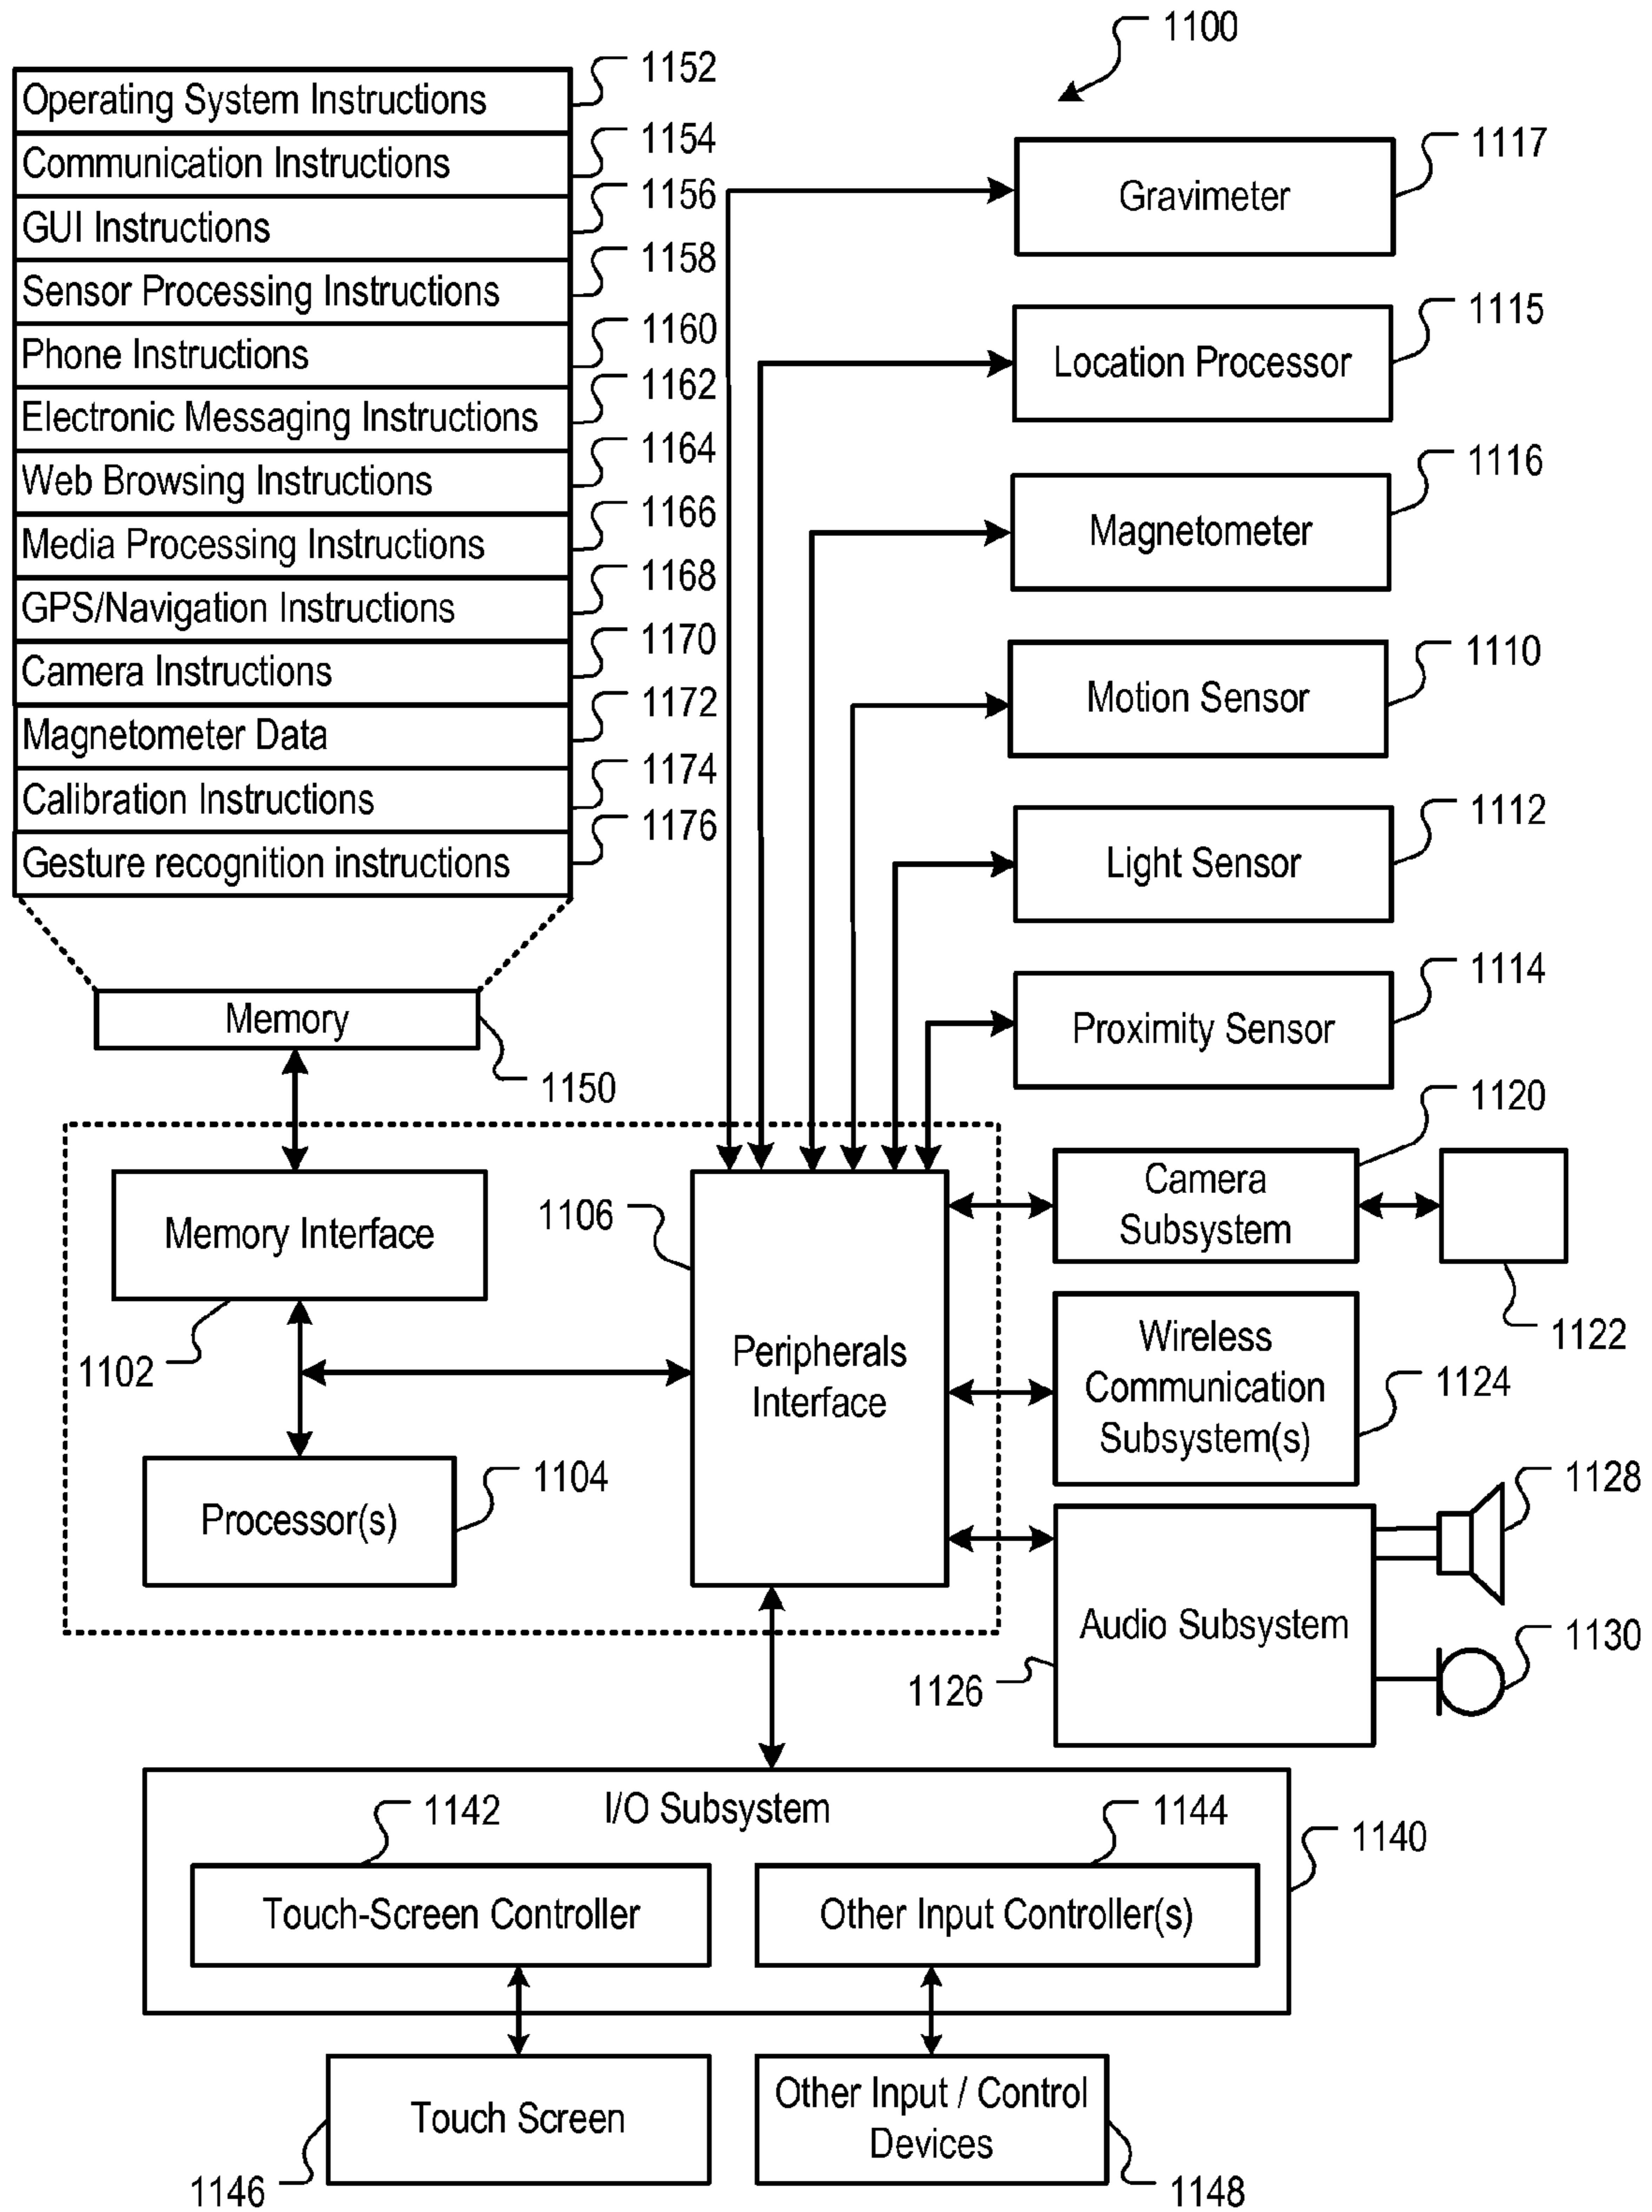 1100
Operating System Instructions
1152
Communication Instructions
1154
GUI Instructions
1156
Sensor Processing Instructions
1158
Phone Instructions
1160
Electronic Messaging Instructions
1162
Web Browsing Instructions
1164
Media Processing Instructions
1166
GPS/Navigation Instructions
1168
Camera Instructions
1170
Magnetometer Data
1172
Calibration Instructions
1174
Gesture recognition instructions
1176
Memory
1150
Gravimeter
1117
Location Processor
1115
Magnetometer
1116
Motion Sensor
1110
Light Sensor
1112
Proximity Sensor
1114
Memory Interface
1102
Processor(s)
1104
1106
Peripherals
Interface
Camera
Subsystem
1120
1122
Wireless
Communication
Subsystem(s)
1124
Audio Subsystem
1126
1128
1130
I/O Subsystem
1140
1142
Touch-Screen Controller
1144
Other Input Controller(s)
Touch Screen
1146
Other Input / Control
Devices
1148